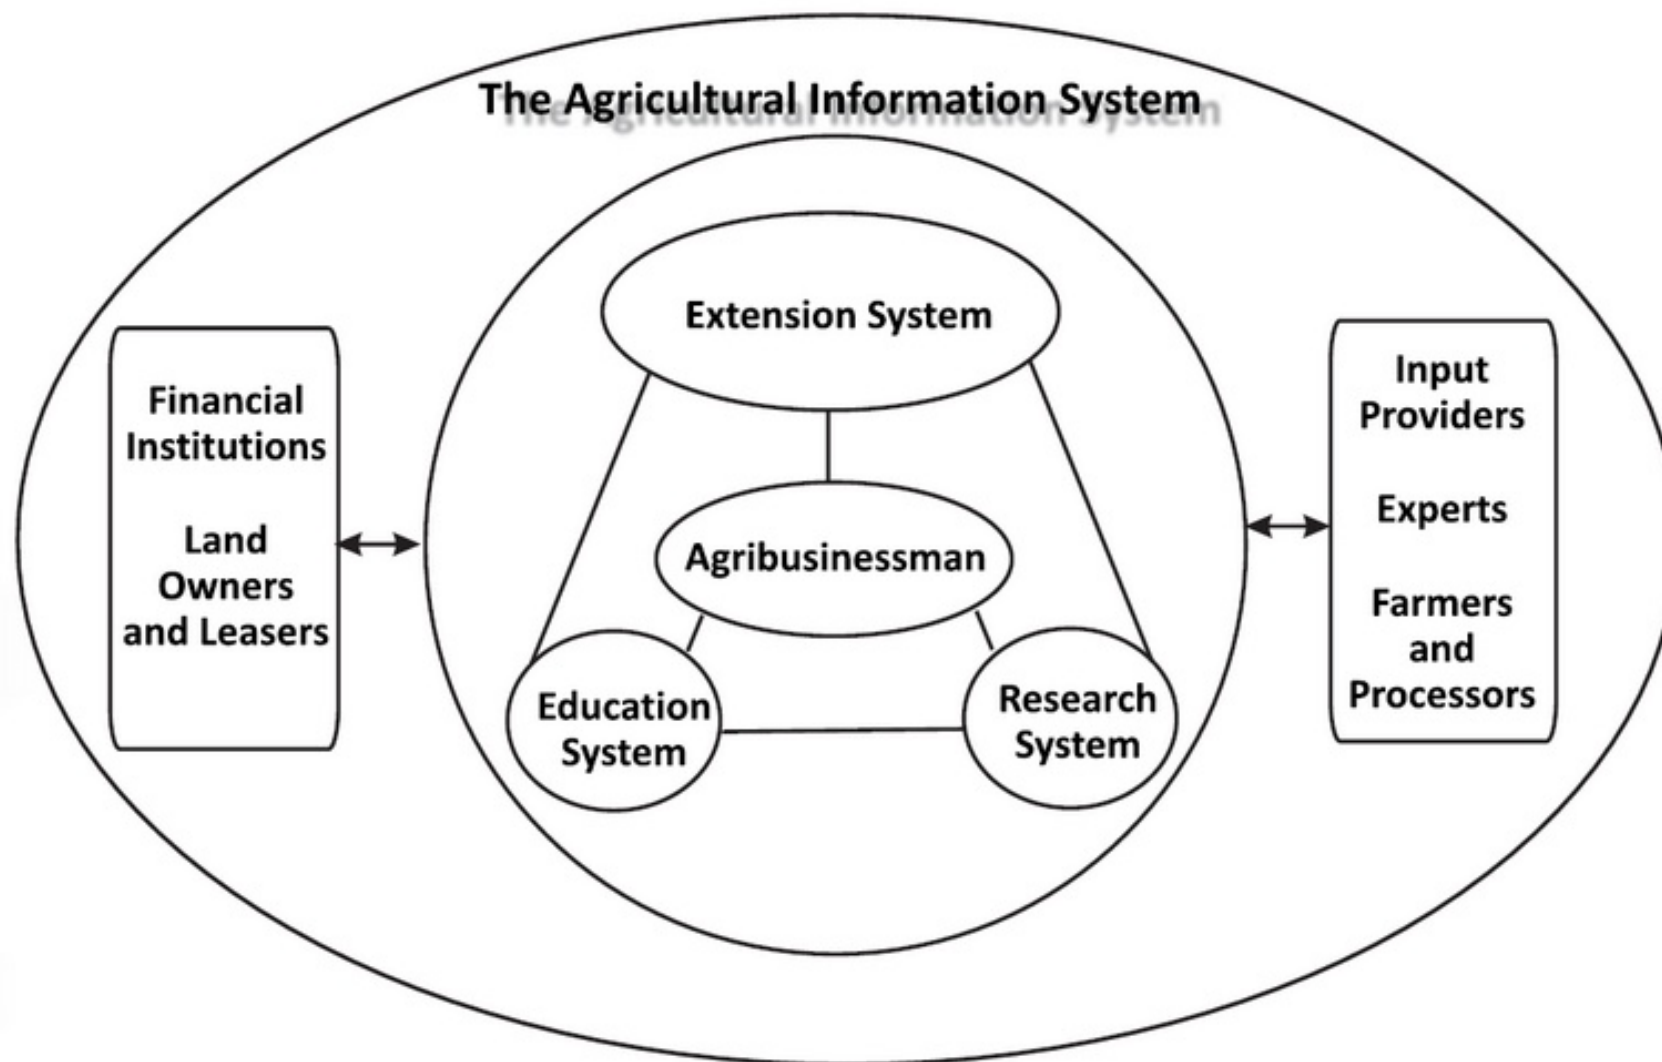 The Agricultural Information System
Extension System
Agribusinessman
Education
System
Research
System
Financial
Institutions
Land
Owners
and Leasers
Input
Providers
Experts
Farmers
and
Processors